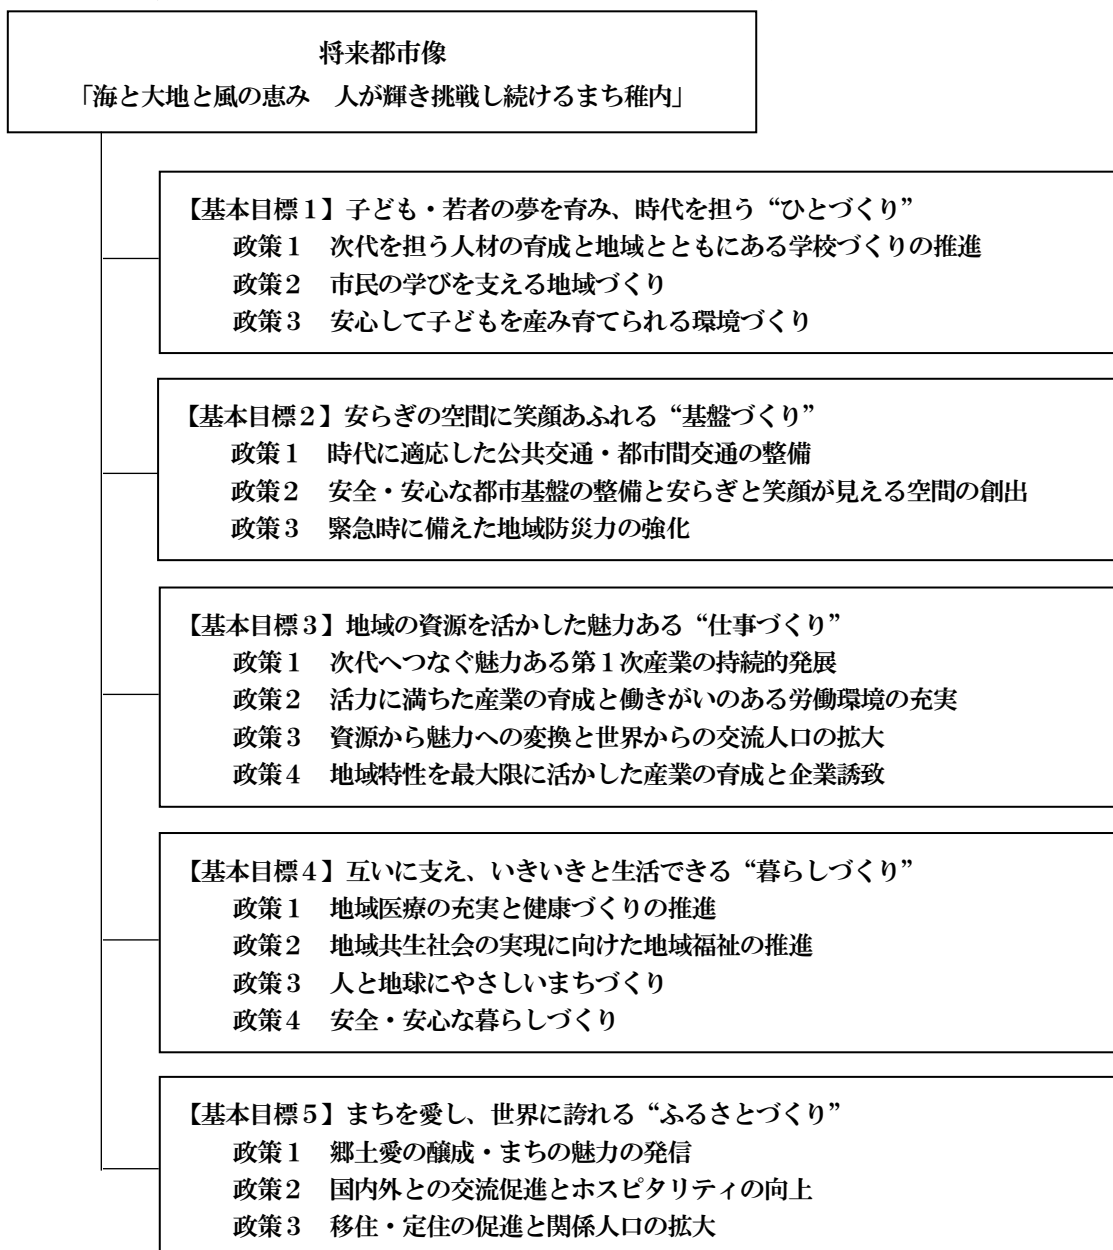 将来都市像
「海と大地と風の恵み　人が輝き挑戦し続けるまち稚内」
【基本目標１】子ども・若者の夢を育み、時代を担う“ひとづくり”
政策１　次代を担う人材の育成と地域とともにある学校づくりの推進
政策２　市民の学びを支える地域づくり
政策３　安心して子どもを産み育てられる環境づくり
【基本目標２】安らぎの空間に笑顔あふれる“基盤づくり”
政策１　時代に適応した公共交通・都市間交通の整備
政策２　安全・安心な都市基盤の整備と安らぎと笑顔が見える空間の創出
政策３　緊急時に備えた地域防災力の強化
【基本目標３】地域の資源を活かした魅力ある“仕事づくり”
政策１　次代へつなぐ魅力ある第１次産業の持続的発展
政策２　活力に満ちた産業の育成と働きがいのある労働環境の充実
政策３　資源から魅力への変換と世界からの交流人口の拡大
政策４　地域特性を最大限に活かした産業の育成と企業誘致
【基本目標４】互いに支え、いきいきと生活できる“暮らしづくり”
政策１　地域医療の充実と健康づくりの推進
政策２　地域共生社会の実現に向けた地域福祉の推進
政策３　人と地球にやさしいまちづくり
政策４　安全・安心な暮らしづくり
【基本目標５】まちを愛し、世界に誇れる“ふるさとづくり”
政策１　郷土愛の醸成・まちの魅力の発信
政策２　国内外との交流促進とホスピタリティの向上
政策３　移住・定住の促進と関係人口の拡大